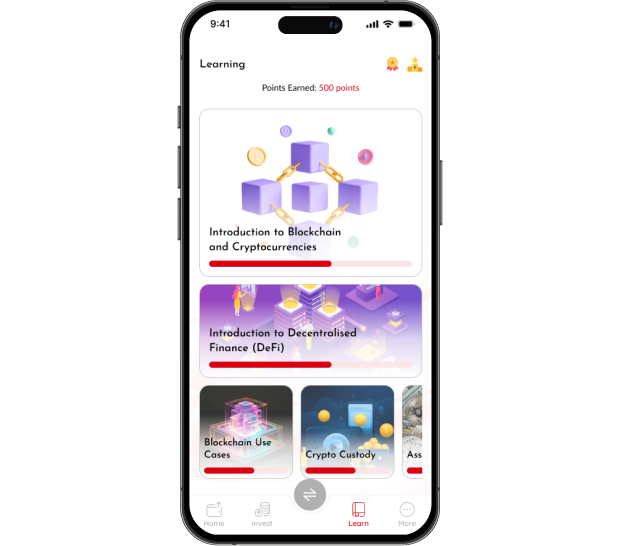 9:41
Learning
Points Earned: 500 points
Introduction to Blockchain
and Cryptocurrencies
Introduction to Decentralised
Finance (DeFi)
Blockchain Use
Cases
Crypto Custody
Ass
Home
Invest
Learn
More